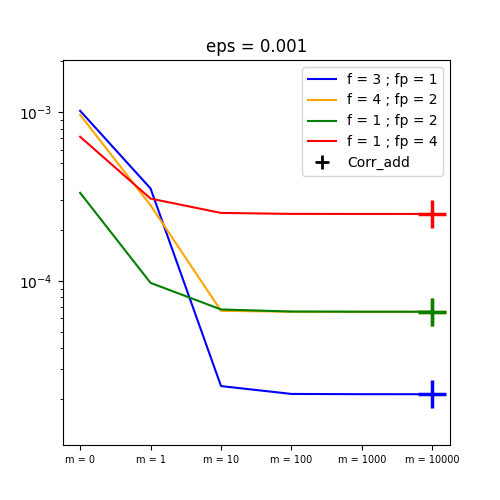 eps = 0.001
f = 3 ; fp = 1
f = 4 ; fp = 2
f = 1 ; fp = 2
f = 1 ; fp = 4
Corr_add
10⁻³
10⁻⁴
m = 0 m = 1 m = 10 m = 100 m = 1000 m = 10000